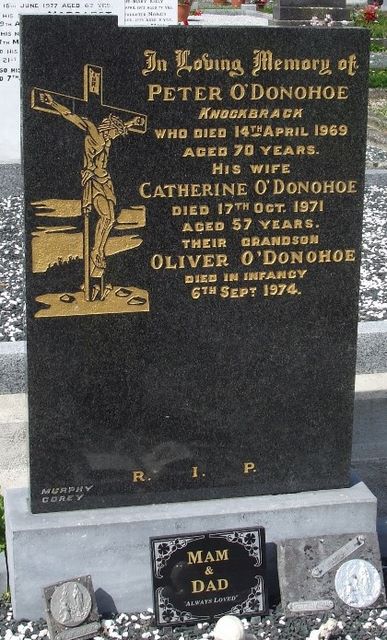 In Loving Memory of
PETER O'DONOHOE
KNOCKBRACK
WHO DIED 14TH APRIL 1969
AGED 70 YEARS.
HIS WIFE
CATHERINE O'DONOHOE
DIED 17TH OCT. 1971
AGED 57 YEARS.
THEIR GRANDSON
OLIVER O'DONOHOE
DIED IN INFANCY
6TH SEPT 1974.
R. I. P.
MURPHY
GOREY
MAM
&
DAD
'ALWAYS LOVED'